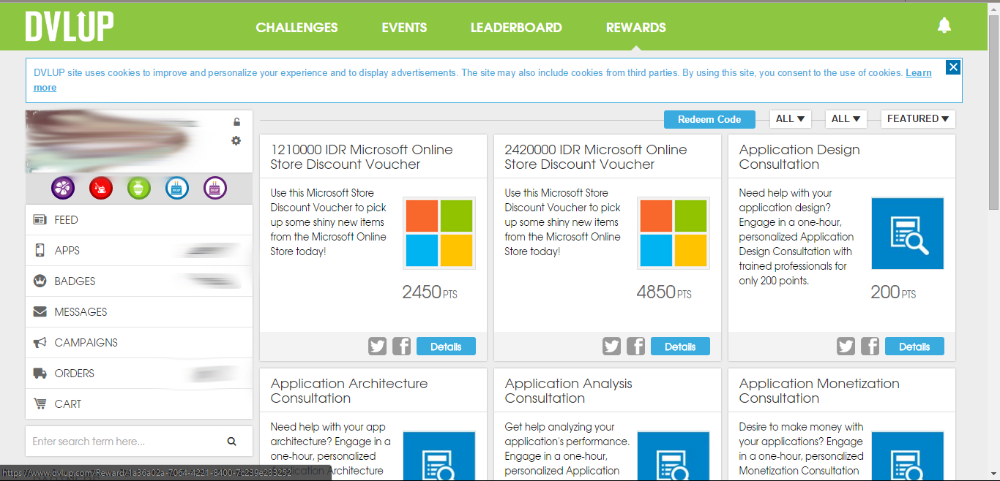 DVLUP
CHALLENGES
EVENTS
LEADERBOARD
REWARDS
DVLUP site uses cookies to improve and personalize your experience and to display advertisements. The site may also include cookies from third parties. By using this site, you consent to the use of cookies. Learn
more
FEED
APPS
BADGES
MESSAGES
CAMPAIGNS
ORDERS
CART
Enter search term here...
Redeem Code
ALL
ALL
FEATURED
1210000 IDR Microsoft Online
Store Discount Voucher
Use this Microsoft Store
Discount Voucher to pick
up some shiny new items
from the Microsoft Online
Store today!
2450 PTS
Details
2420000 IDR Microsoft Online
Store Discount Voucher
Use this Microsoft Store
Discount Voucher to pick
up some shiny new items
from the Microsoft Online
Store today!
4850 PTS
Details
Application Design
Consultation
Need help with your
application design?
Engage in a one-hour,
personalized Application
Design Consultation with
trained professionals for
only 200 points.
200 PTS
Details
Application Architecture
Consultation
Need help with your app
architecture? Engage in a
one-hour, personalized
Application Architecture
Application Analysis
Consultation
Get help analyzing your
application's performance.
Engage in a one-hour,
personalized Application
Application Monetization
Consultation
Desire to make money with
your applications? Engage
in a one-hour, personalized
Monetization Consultation
https://www.dvlup.com/Reward/1a36a02a-7064-4221-8400-7c239e233252